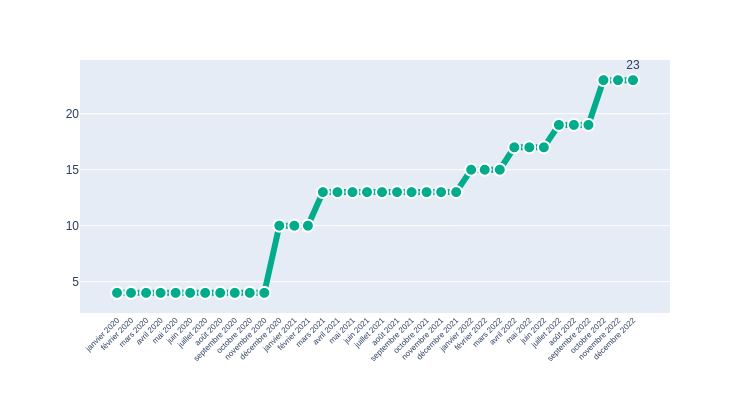 23
20
15
10
5
janvier 2020
février 2020
mars 2020
avril 2020
mai 2020
juin 2020
juillet 2020
août 2020
septembre 2020
octobre 2020
novembre 2020
décembre 2020
janvier 2021
février 2021
mars 2021
avril 2021
mai 2021
juin 2021
juillet 2021
août 2021
septembre 2021
octobre 2021
novembre 2021
décembre 2021
janvier 2022
février 2022
mars 2022
avril 2022
mai 2022
juin 2022
juillet 2022
août 2022
septembre 2022
octobre 2022
novembre 2022
décembre 2022